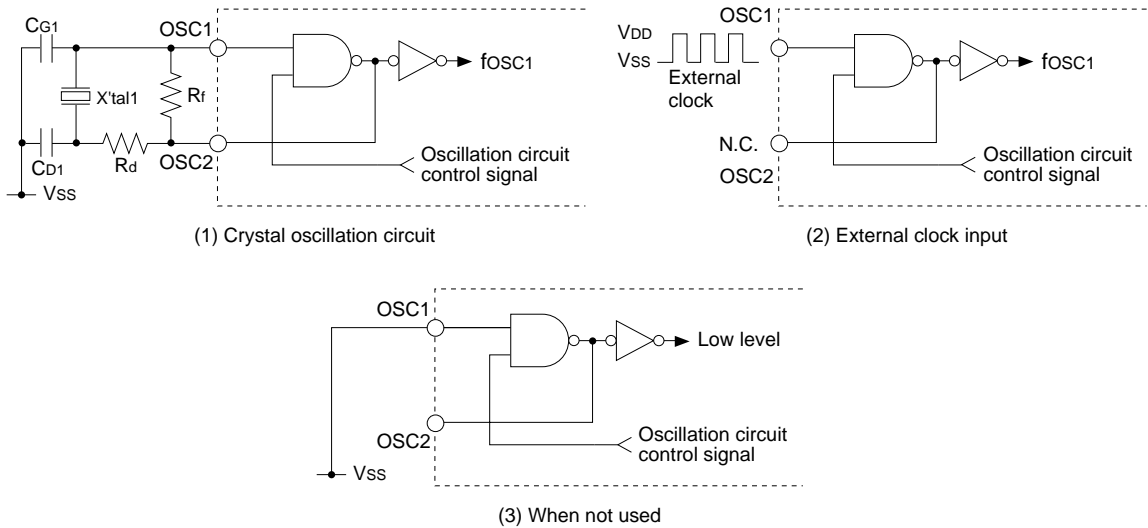 CG1
OSC1
fOSC1
X'tal1
Rf
CD1
Rd
OSC2
VSS
Oscillation circuit
control signal
(1) Crystal oscillation circuit
OSC1
VDD
VSS
External
clock
fOSC1
N.C.
OSC2
Oscillation circuit
control signal
(2) External clock input
OSC1
Low level
OSC2
Oscillation circuit
control signal
VSS
(3) When not used